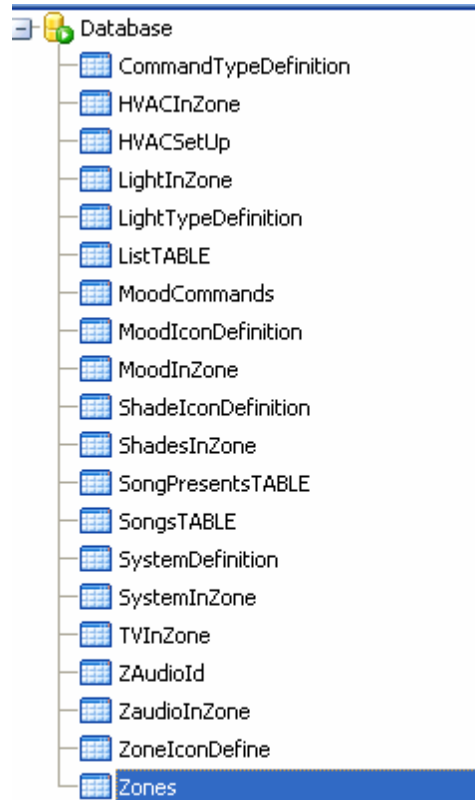 Database
CommandTypeDefinition
HVACInZone
HVACSetUp
LightInZone
LightTypeDefinition
ListTABLE
MoodCommands
MoodIconDefinition
MoodInZone
ShadeIconDefinition
ShadesInZone
SongPresentsTABLE
SongsTABLE
SystemDefinition
SystemInZone
TVInZone
ZAudioId
ZaudioInZone
ZoneIconDefine
Zones